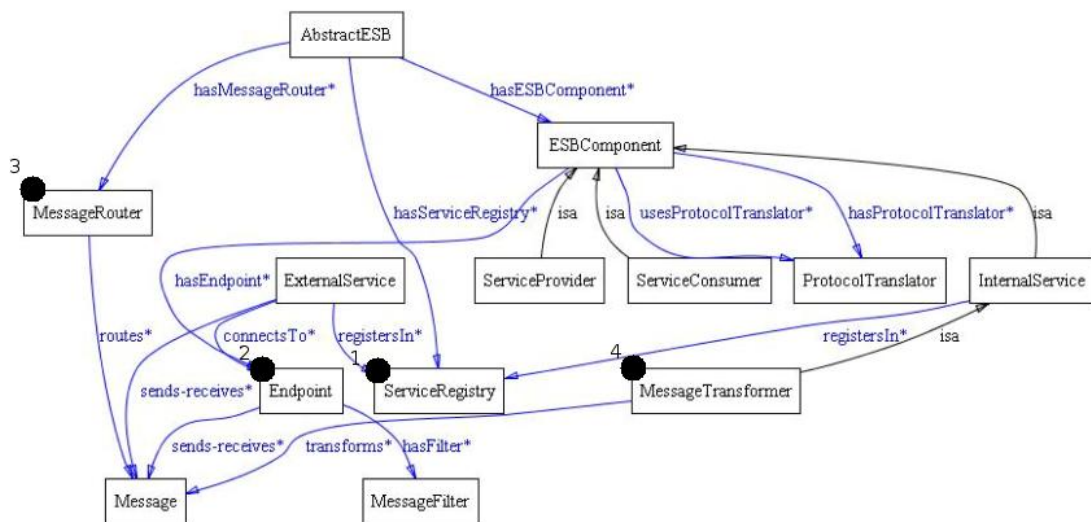 AbstractESB
hasMessageRouter*
hasESBComponent*
ESBComponent
3
MessageRouter
hasServiceRegistry*
isa
isa
usesProtocolTranslator*
hasProtocolTranslator*
isa
hasEndpoint*
ExternalService
ServiceProvider
ServiceConsumer
ProtocolTranslator
InternalService
routes*
connectsTo*
registersIn*
registersIn*
isa
2
1
4
Endpoint
ServiceRegistry
MessageTransformer
sends-receives*
sends-receives*
transforms*
hasFilter*
Message
MessageFilter